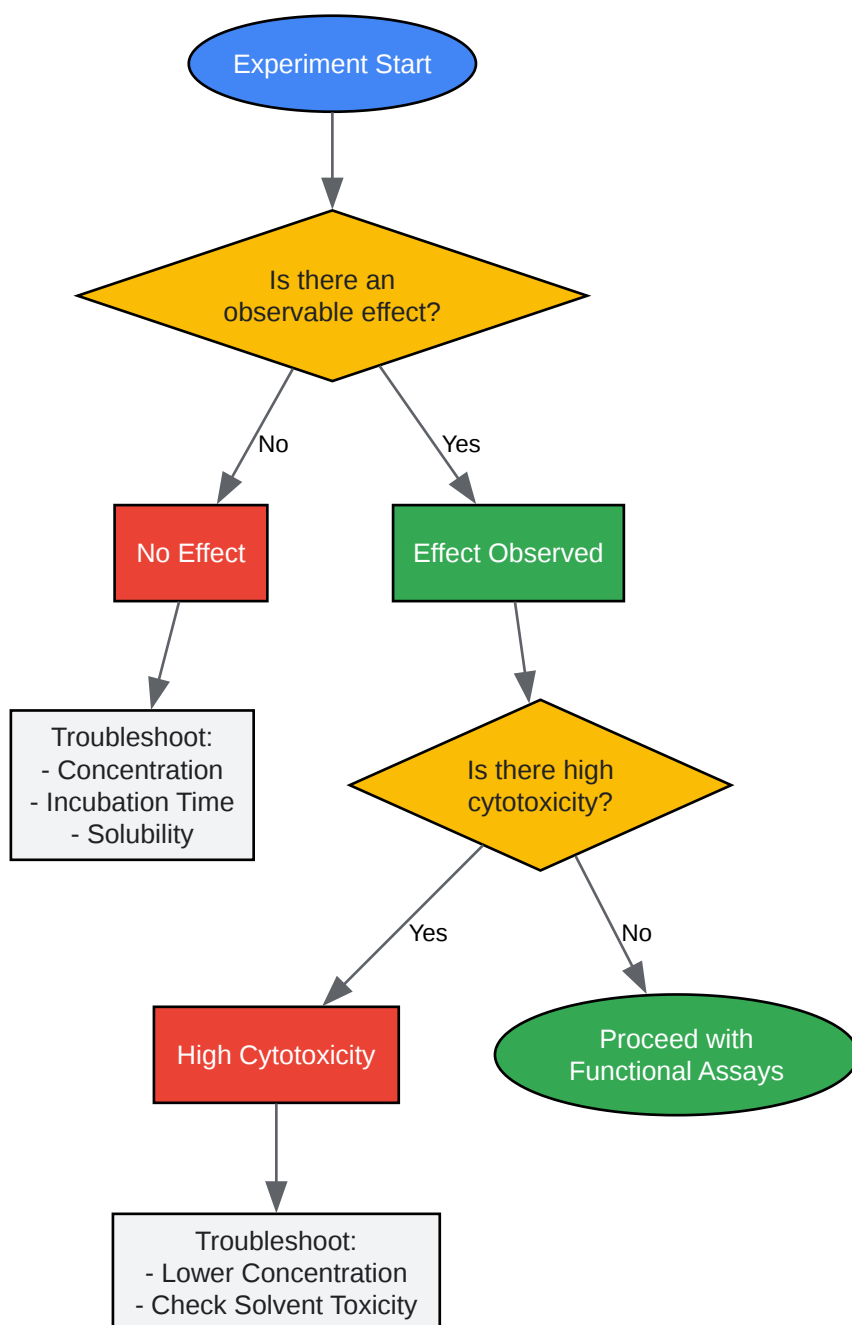 Experiment Start
Is there an
observable effect?
No
Yes
No Effect
Effect Observed
Troubleshoot:
- Concentration
- Incubation Time
- Solubility
Is there high
cytotoxicity?
Yes
No
High Cytotoxicity
Proceed with
Functional Assays
Troubleshoot:
- Lower Concentration
- Check Solvent Toxicity